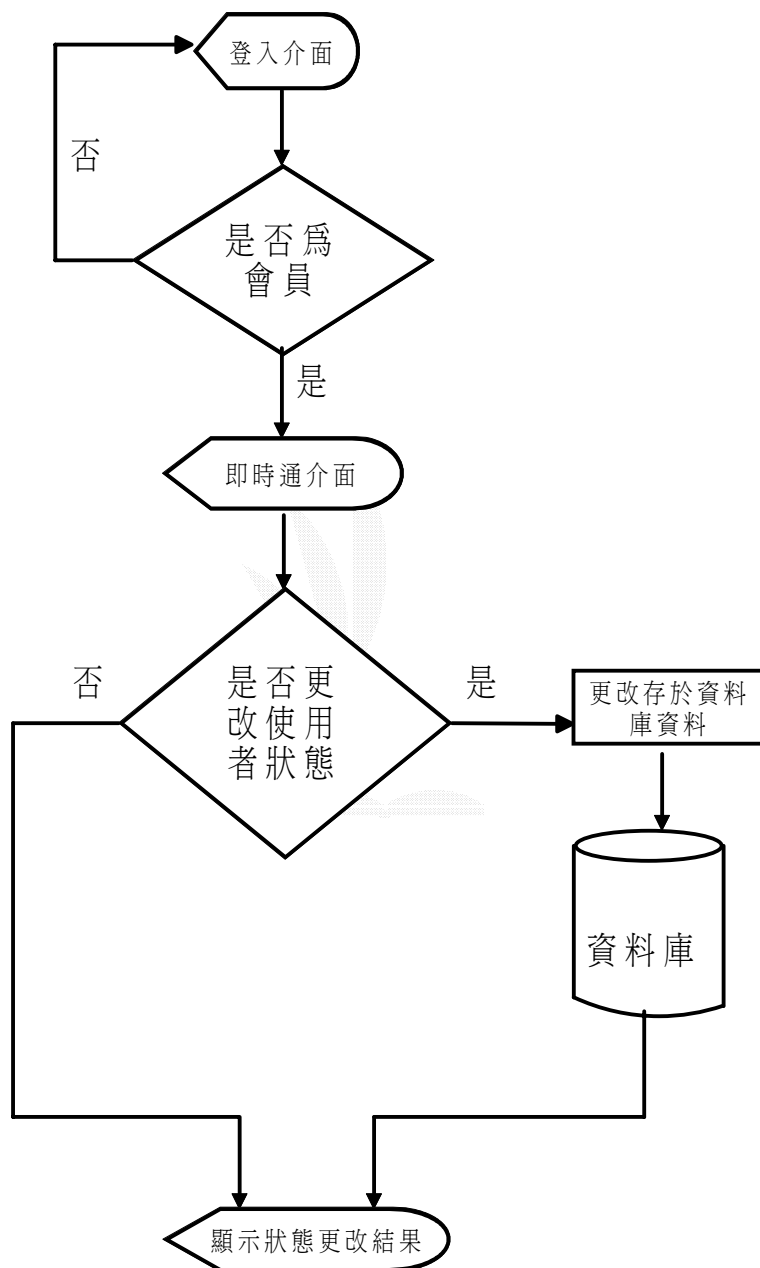 登入介面
否
是否為
會員
是
即時通介面
否
是否更
改使用
者狀態
是
更改存於資料
庫資料
資料庫
顯示狀態更改結果